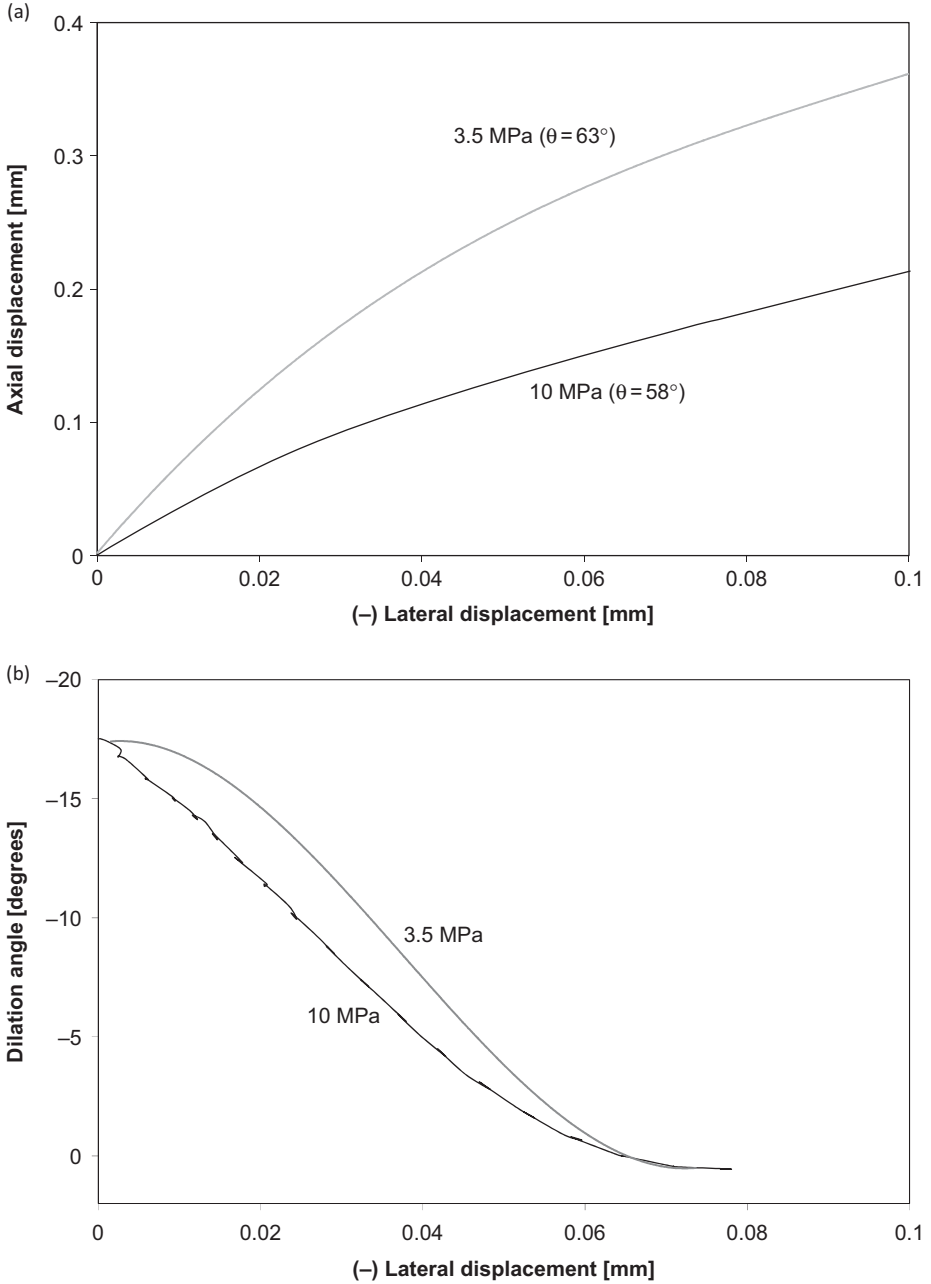 (a)
0.4
0.3
0.2
0.1
0
Axial displacement [mm]
3.5 MPa (θ = 63°)
10 MPa (θ = 58°)
0 0.02 0.04 0.06 0.08 0.1
(–) Lateral displacement [mm]
(b)
–20
–15
–10
–5
0
Dilation angle [degrees]
3.5 MPa
10 MPa
0 0.02 0.04 0.06 0.08 0.1
(–) Lateral displacement [mm]